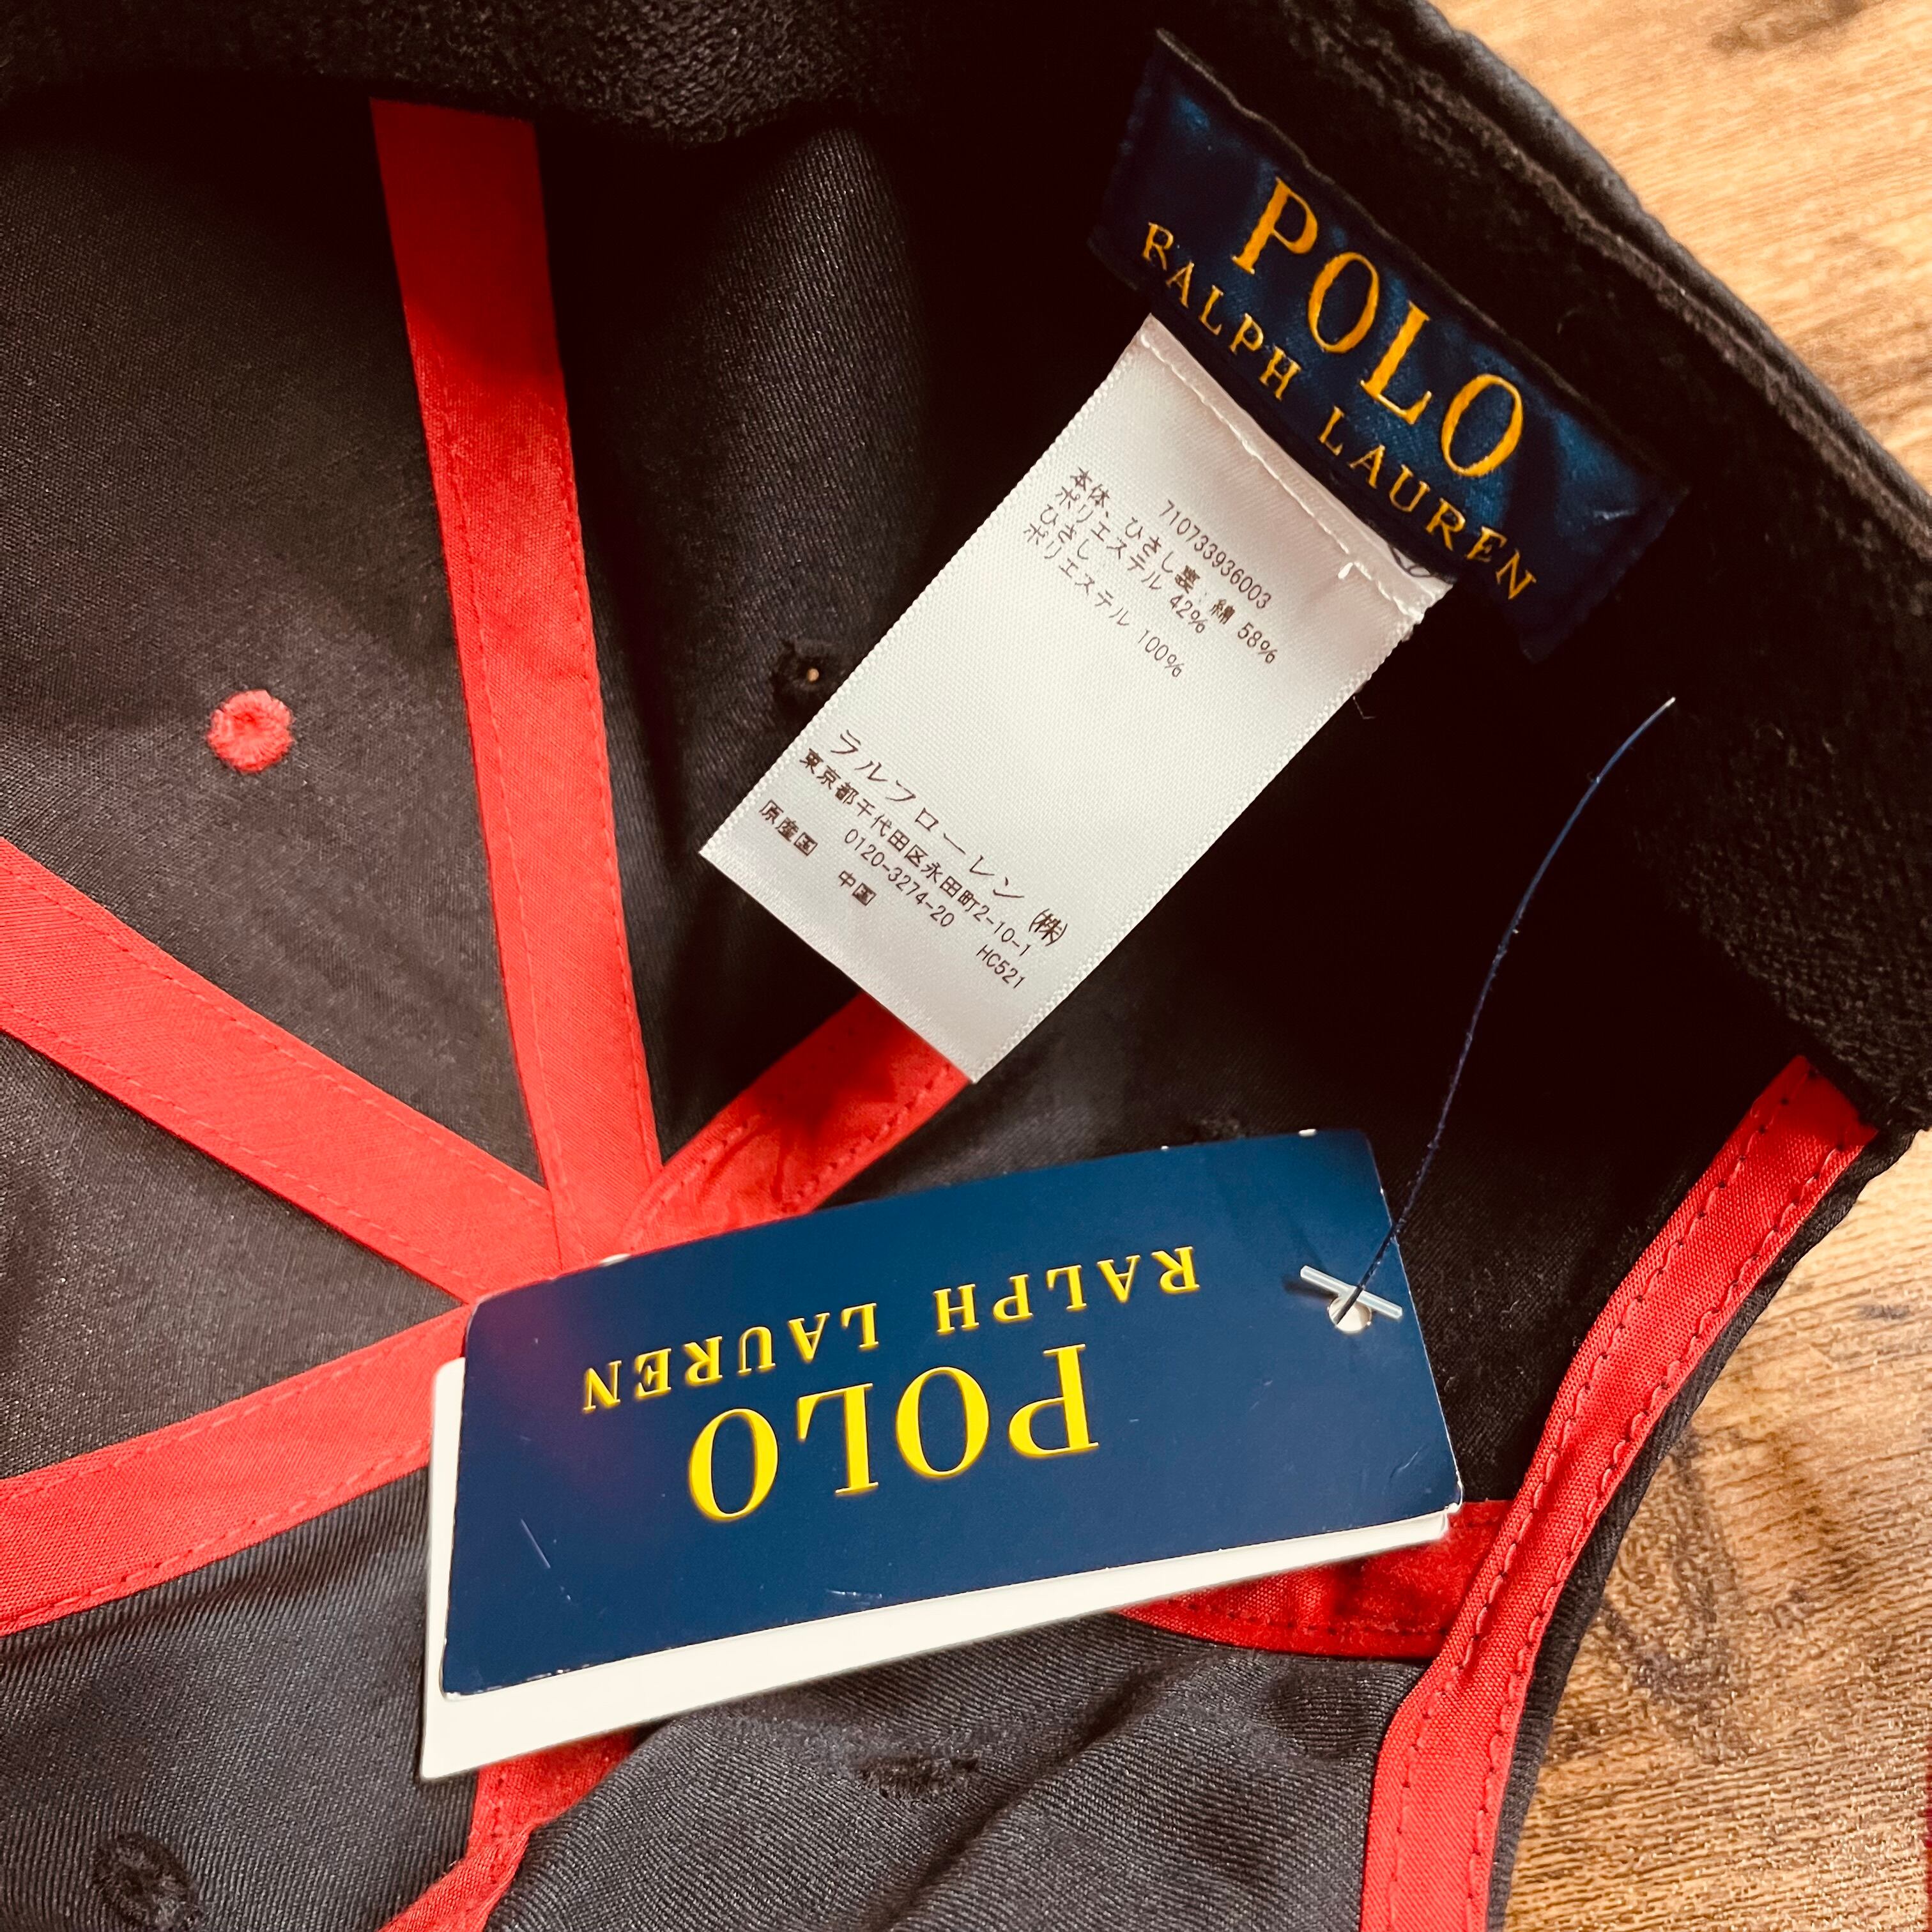 POLO
RALPH LAUREN
710733936003
本体、ひさし裏:綿 58%
ポリエステル 42%
ひさし:
ポリエステル 100%
ラルフローレン (株)
東京都千代田区永田町2-10-1
0120-3274-20 HC521
原産国 中国
RALPH LAUREN
POLO